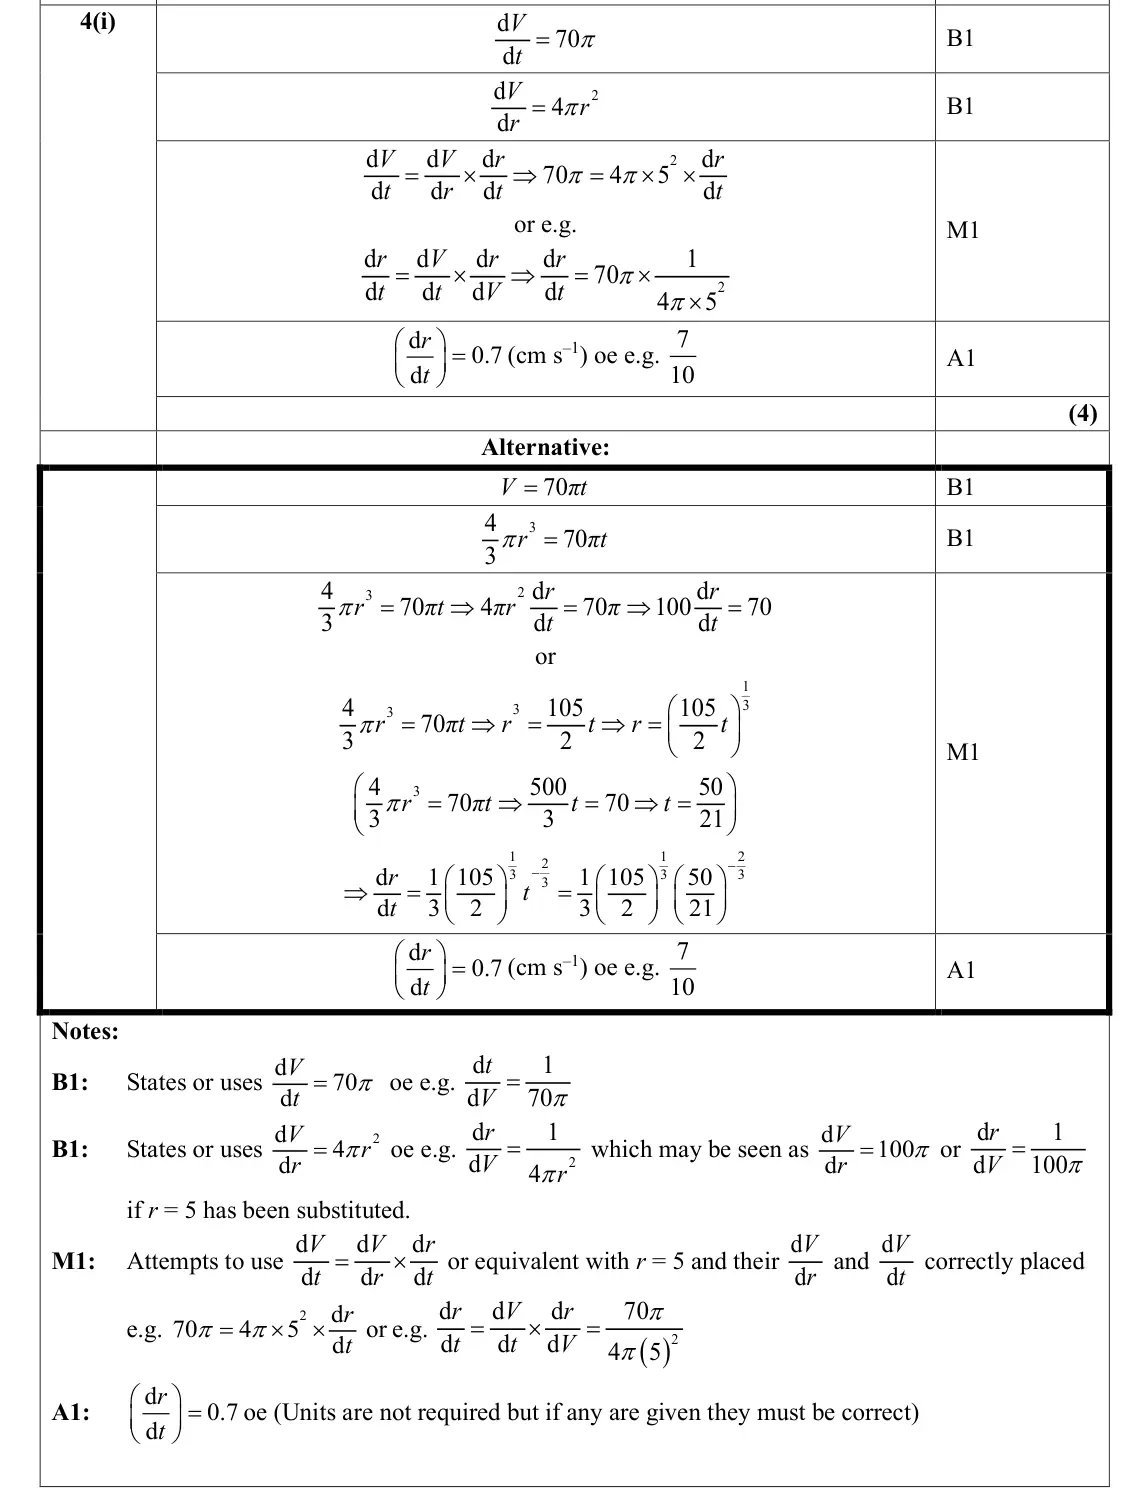 4(i)
dV/dt = 70π B1
dV/dr = 4πr² B1
dV/dt = dV/dr × dr/dt ⇒ 70π = 4π × 5² × dr/dt
or e.g. M1
dr/dt = dV/dt × dr/dV ⇒ dr/dt = 70π × 1/(4π × 5²)
(dr/dt) = 0.7 (cm s⁻¹) oe e.g. 7/10 A1
(4)
Alternative:
V = 70πt B1
4/3 πr³ = 70πt B1
4/3 πr³ = 70πt ⇒ 4πr² dr/dt = 70π ⇒ 100 dr/dt = 70
or
4/3 πr³ = 70πt ⇒ r³ = 105/2 t ⇒ r = (105/2 t)^(1/3)
M1
(4/3 πr³ = 70πt ⇒ 500/3 t = 70 ⇒ t = 50/21)
⇒ dr/dt = 1/3 (105/2)^(1/3) t^(−2/3) = 1/3 (105/2)^(1/3) (50/21)^(−2/3)
(dr/dt) = 0.7 (cm s⁻¹) oe e.g. 7/10 A1
Notes:
B1: States or uses dV/dt = 70π oe e.g. dt/dV = 1/(70π)
B1: States or uses dV/dr = 4πr² oe e.g. dr/dV = 1/(4πr²) which may be seen as dV/dr = 100π or dr/dV = 1/(100π)
if r = 5 has been substituted.
M1: Attempts to use dV/dt = dV/dr × dr/dt or equivalent with r = 5 and their dV/dr and dV/dt correctly placed
e.g. 70π = 4π × 5² × dr/dt or e.g. dr/dt = dV/dt × dr/dV = 70π/(4π(5)²)
A1: (dr/dt) = 0.7 oe (Units are not required but if any are given they must be correct)